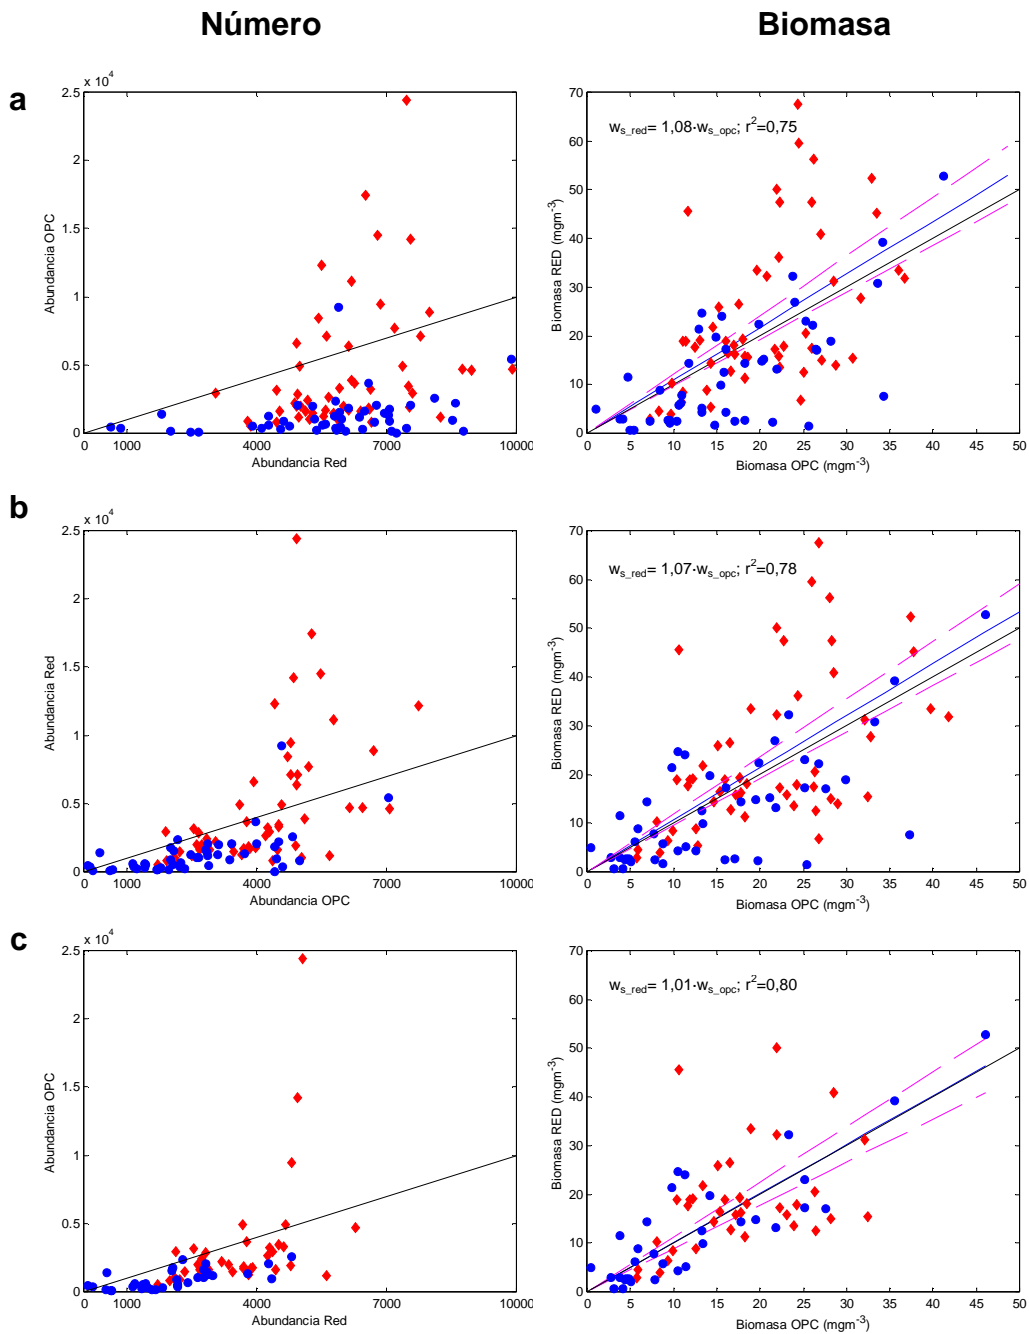 Número
Biomasa
a
x 10^4
2.5
2
1.5
1
0.5
0
Abundancia OPC
0 1000 4000 7000 10000
Abundancia Red
70
60
50
40
30
20
10
0
Biomasa RED (mgm^-3)
w_s_red= 1,08·w_s_opc; r^2=0,75
0 5 10 15 20 25 30 35 40 45 50
Biomasa OPC (mgm^-3)
b
x 10^4
2.5
2
1.5
1
0.5
0
Abundancia Red
0 1000 4000 7000 10000
Abundancia OPC
70
60
50
40
30
20
10
0
Biomasa RED (mgm^-3)
w_s_red= 1,07·w_s_opc; r^2=0,78
0 5 10 15 20 25 30 35 40 45 50
Biomasa OPC (mgm^-3)
c
x 10^4
2.5
2
1.5
1
0.5
0
Abundancia OPC
0 1000 4000 7000 10000
Abundancia Red
70
60
50
40
30
20
10
0
Biomasa RED (mgm^-3)
w_s_red= 1,01·w_s_opc; r^2=0,80
0 5 10 15 20 25 30 35 40 45 50
Biomasa OPC (mgm^-3)